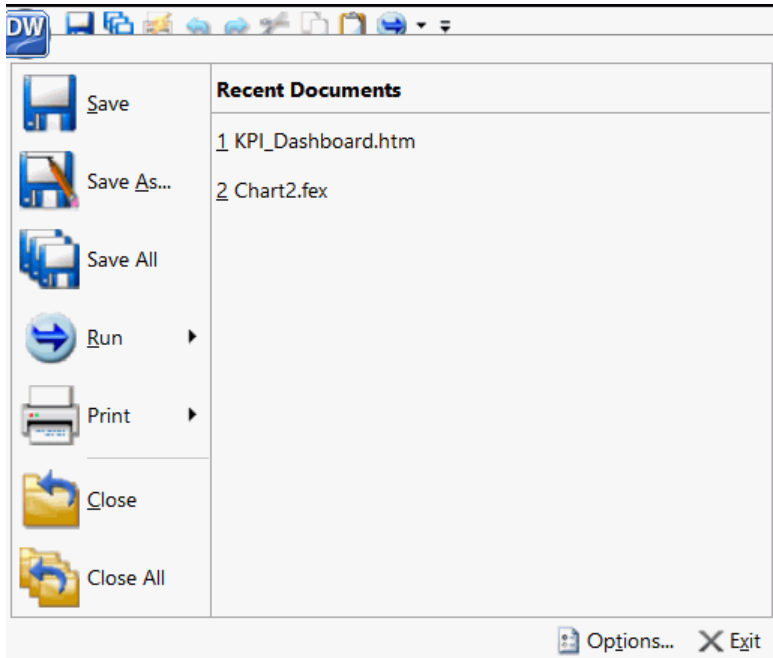 DW
Save
Save As...
Save All
Run
Print
Close
Close All
Recent Documents
1 KPI_Dashboard.htm
2 Chart2.fex
Options...
Exit